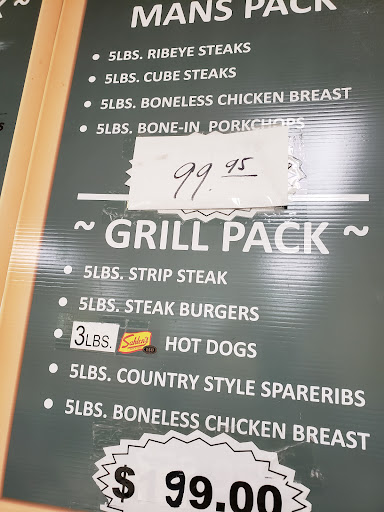 MANS PACK
• 5LBS. RIBEYE STEAKS
• 5LBS. CUBE STEAKS
• 5LBS. BONELESS CHICKEN BREAST
• 5LBS. BONE-IN PORKCHOPS
99.95
~ GRILL PACK ~
• 5LBS. STRIP STEAK
• 5LBS. STEAK BURGERS
• 3LBS. Sahlen's HOT DOGS
• 5LBS. COUNTRY STYLE SPARERIBS
• 5LBS. BONELESS CHICKEN BREAST
$ 99.00